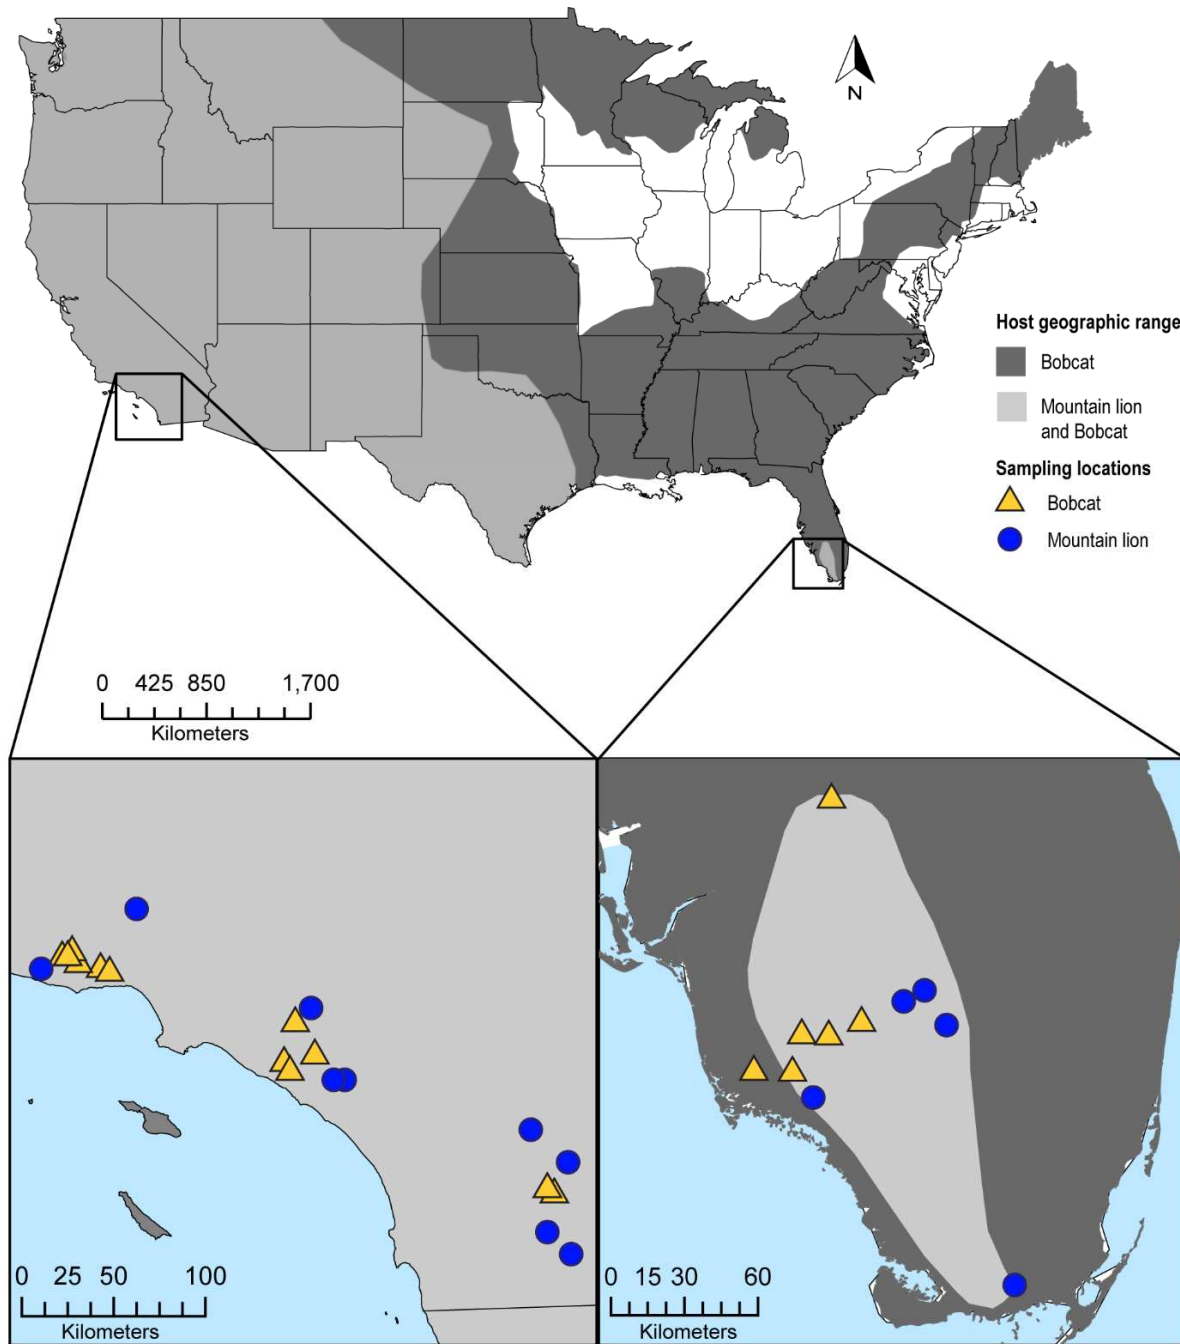 N
Host geographic range
Bobcat
Mountain lion
and Bobcat
Sampling locations
Bobcat
Mountain lion
0 425 850 1,700
Kilometers
0 25 50 100
Kilometers
0 15 30 60
Kilometers